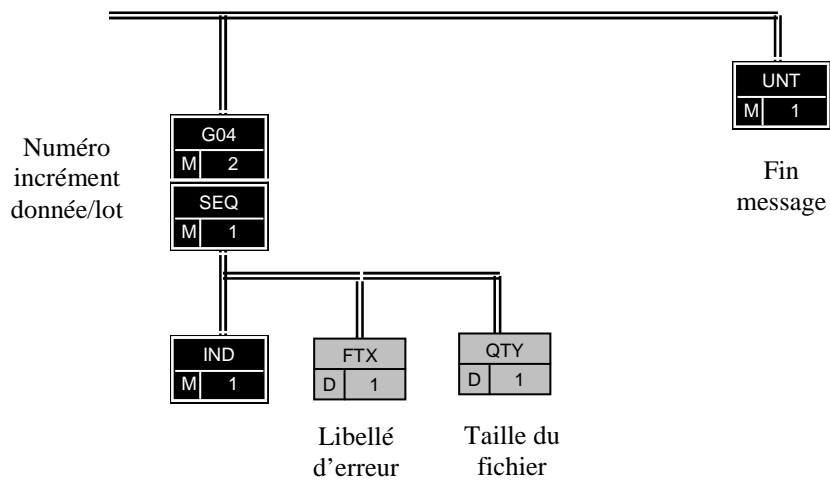 UNT
M 1
Fin
message
G04
M 2
SEQ
M 1
Numéro
incrément
donnée/lot
IND
M 1
FTX
D 1
Libellé
d’erreur
QTY
D 1
Taille du
fichier